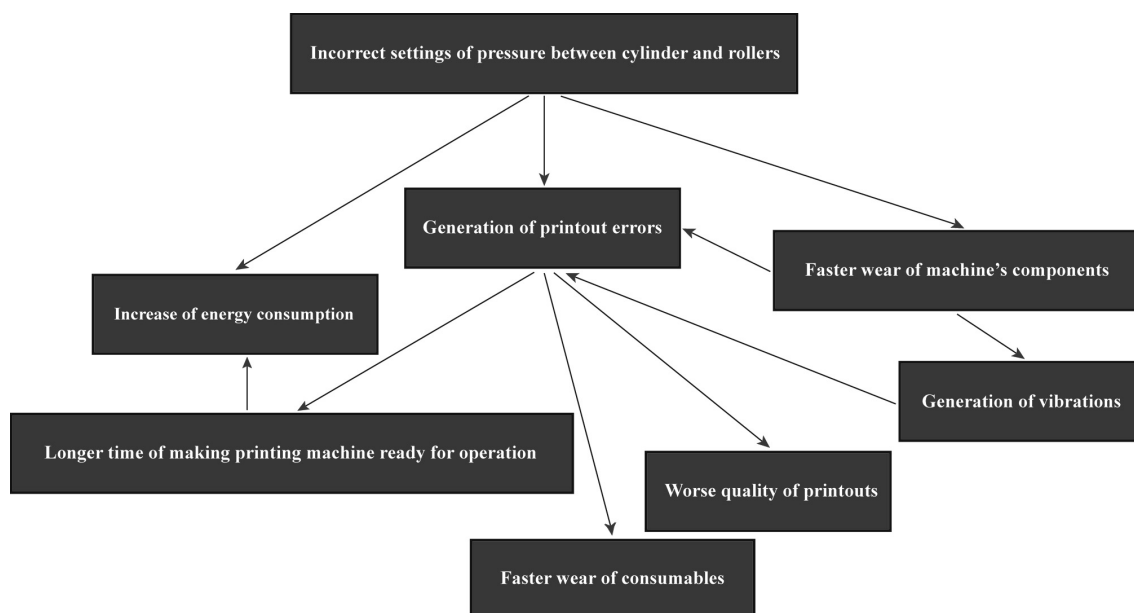 Incorrect settings of pressure between cylinder and rollers
Generation of printout errors
Faster wear of machine’s components
Increase of energy consumption
Generation of vibrations
Longer time of making printing machine ready for operation
Worse quality of printouts
Faster wear of consumables